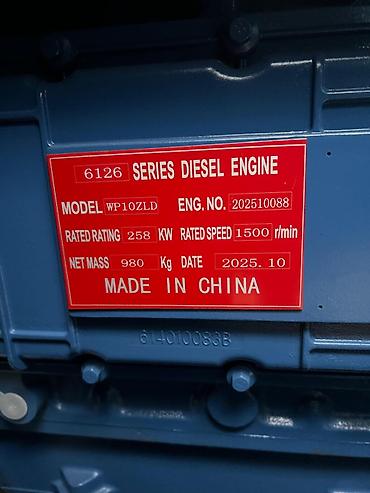 6126 SERIES DIESEL ENGINE
MODEL WP10ZLD ENG. NO. 202510088
RATED RATING 258 KW RATED SPEED 1500 r/min
NET MASS 980 Kg DATE 2025. 10
MADE IN CHINA
614010083B